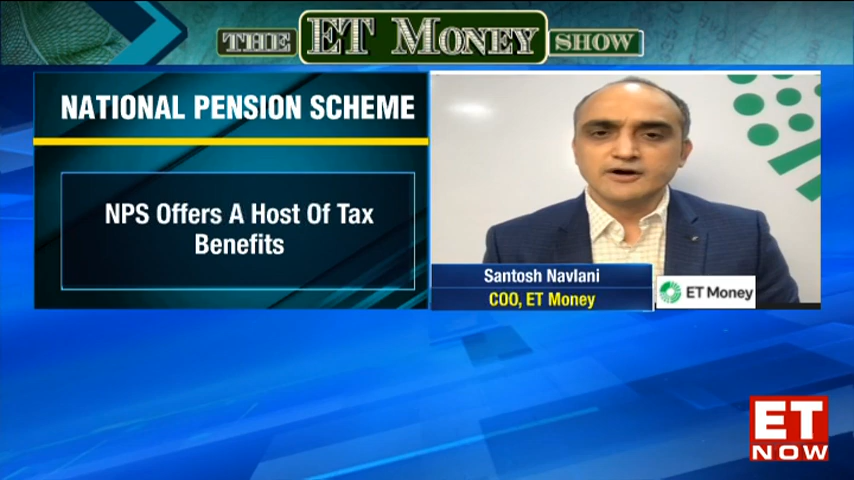 THE ET MONEY SHOW
NATIONAL PENSION SCHEME
NPS Offers A Host Of Tax
Benefits
Santosh Navlani
COO, ET Money
ET Money
ET
NOW